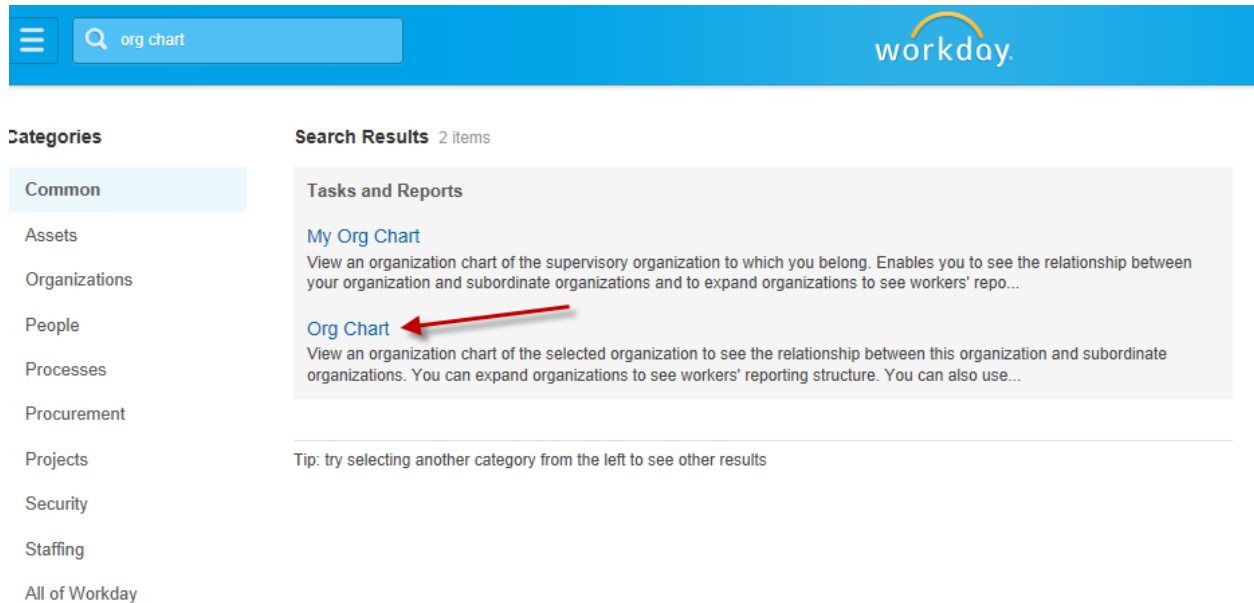 org chart
workday.
Categories
Common
Assets
Organizations
People
Processes
Procurement
Projects
Security
Staffing
All of Workday
Search Results 2 items
Tasks and Reports
My Org Chart
View an organization chart of the supervisory organization to which you belong. Enables you to see the relationship between
your organization and subordinate organizations and to expand organizations to see workers' repo...
Org Chart
View an organization chart of the selected organization to see the relationship between this organization and subordinate
organizations. You can expand organizations to see workers' reporting structure. You can also use...
Tip: try selecting another category from the left to see other results